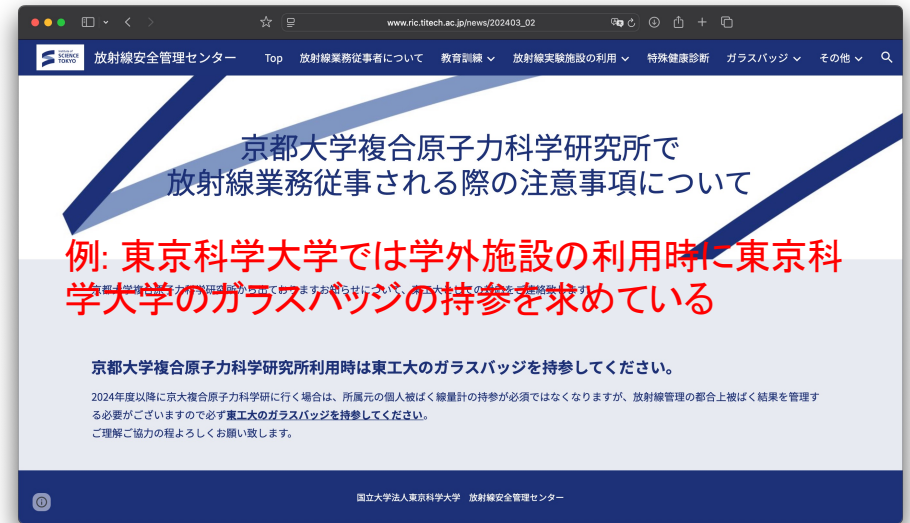 www.ric.titech.ac.jp/news/202403_02
SCIENCE
TOKYO
放射線安全管理センター Top 放射線業務従事者について 教育訓練 放射線実験施設の利用 特殊健康診断 ガラスバッジ その他
京都大学複合原子力科学研究所で
放射線業務従事される際の注意事項について
例: 東京科学大学では学外施設の利用時に東京科
学大学のガラスバッジの持参を求めている
京都大学複合原子力科学研究所利用時は東工大のガラスバッジを持参してください。
2024年度以降に京大複合原子力科学研に行く場合は、所属元の個人被ばく線量計の持参が必須ではなくなりますが、放射線管理の都合上被ばく結果を管理す
る必要がございますので必ず東工大のガラスバッジを持参してください。
ご理解ご協力の程よろしくお願い致します。
国立大学法人東京科学大学 放射線安全管理センター